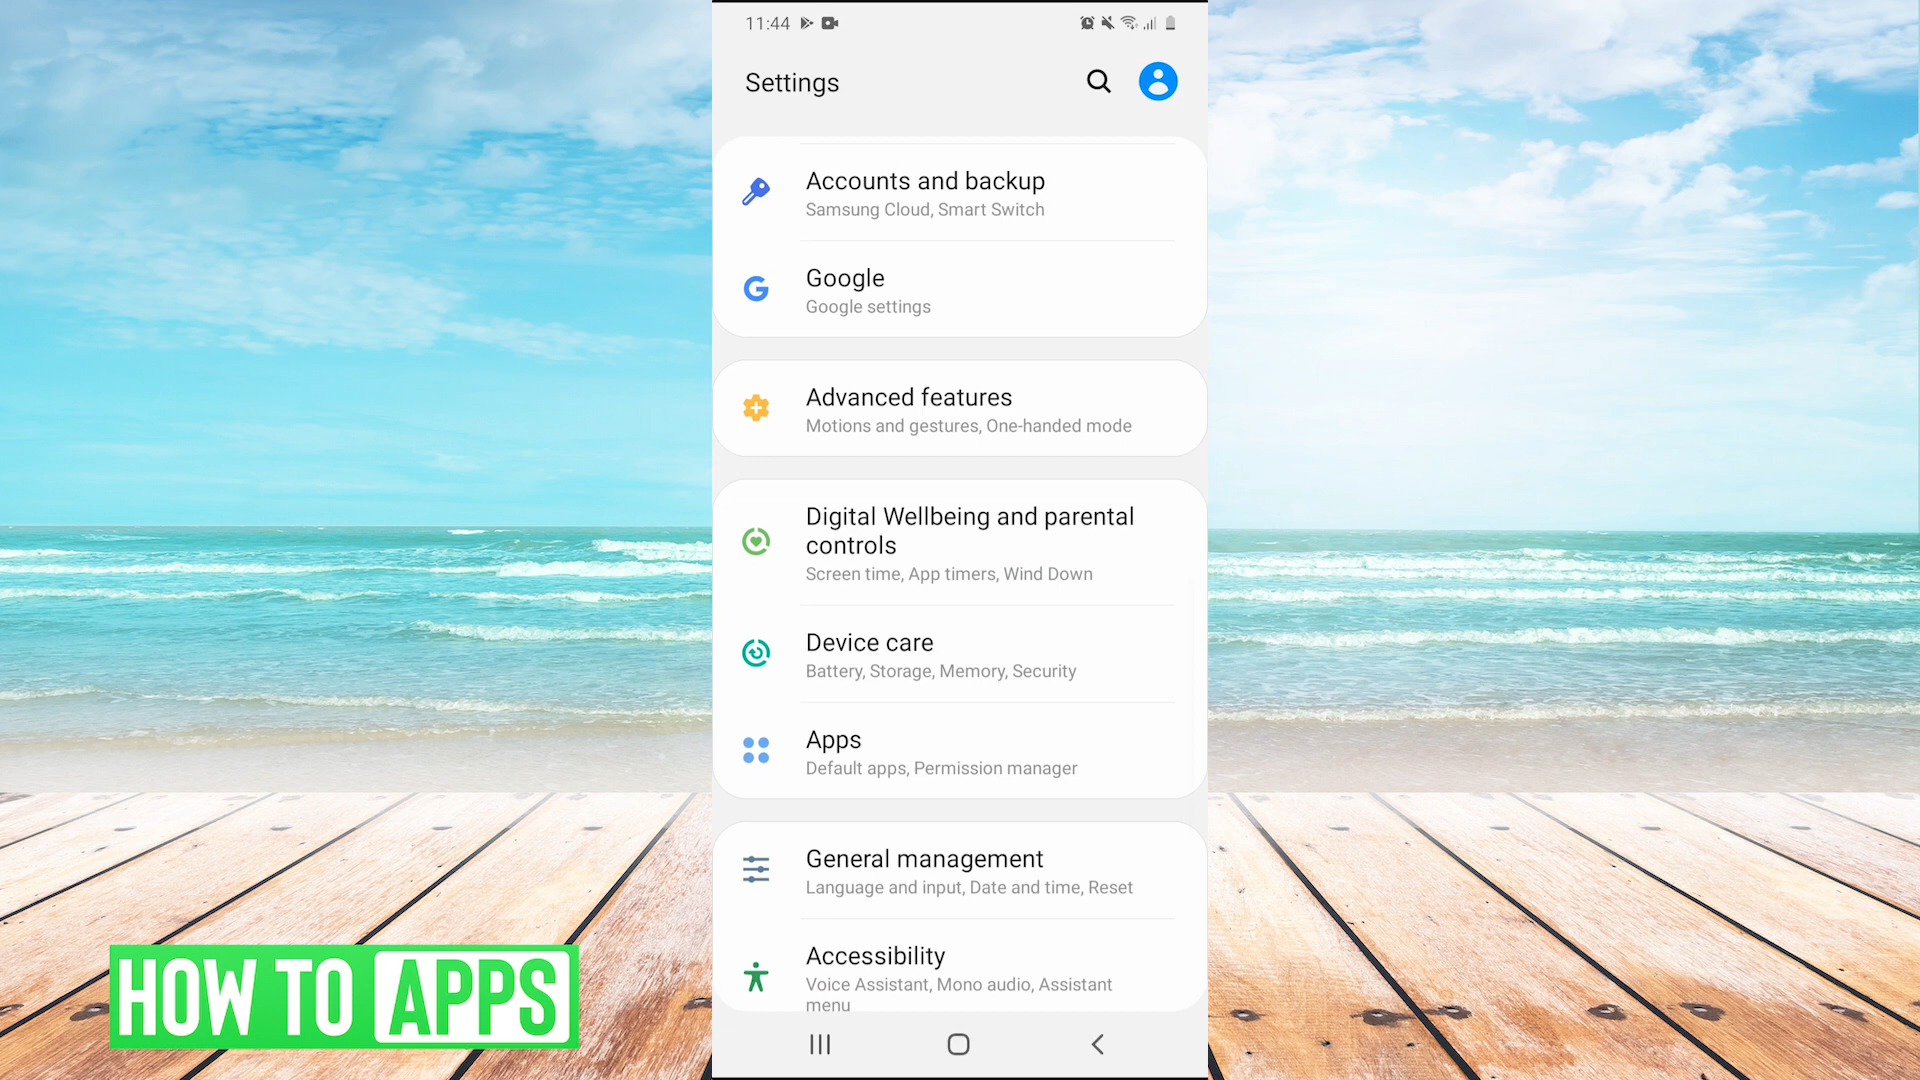 11:44
Settings
Accounts and backup
Samsung Cloud, Smart Switch
Google
Google settings
Advanced features
Motions and gestures, One-handed mode
Digital Wellbeing and parental
controls
Screen time, App timers, Wind Down
Device care
Battery, Storage, Memory, Security
Apps
Default apps, Permission manager
General management
Language and input, Date and time, Reset
Accessibility
Voice Assistant, Mono audio, Assistant
menu
HOW TO APPS